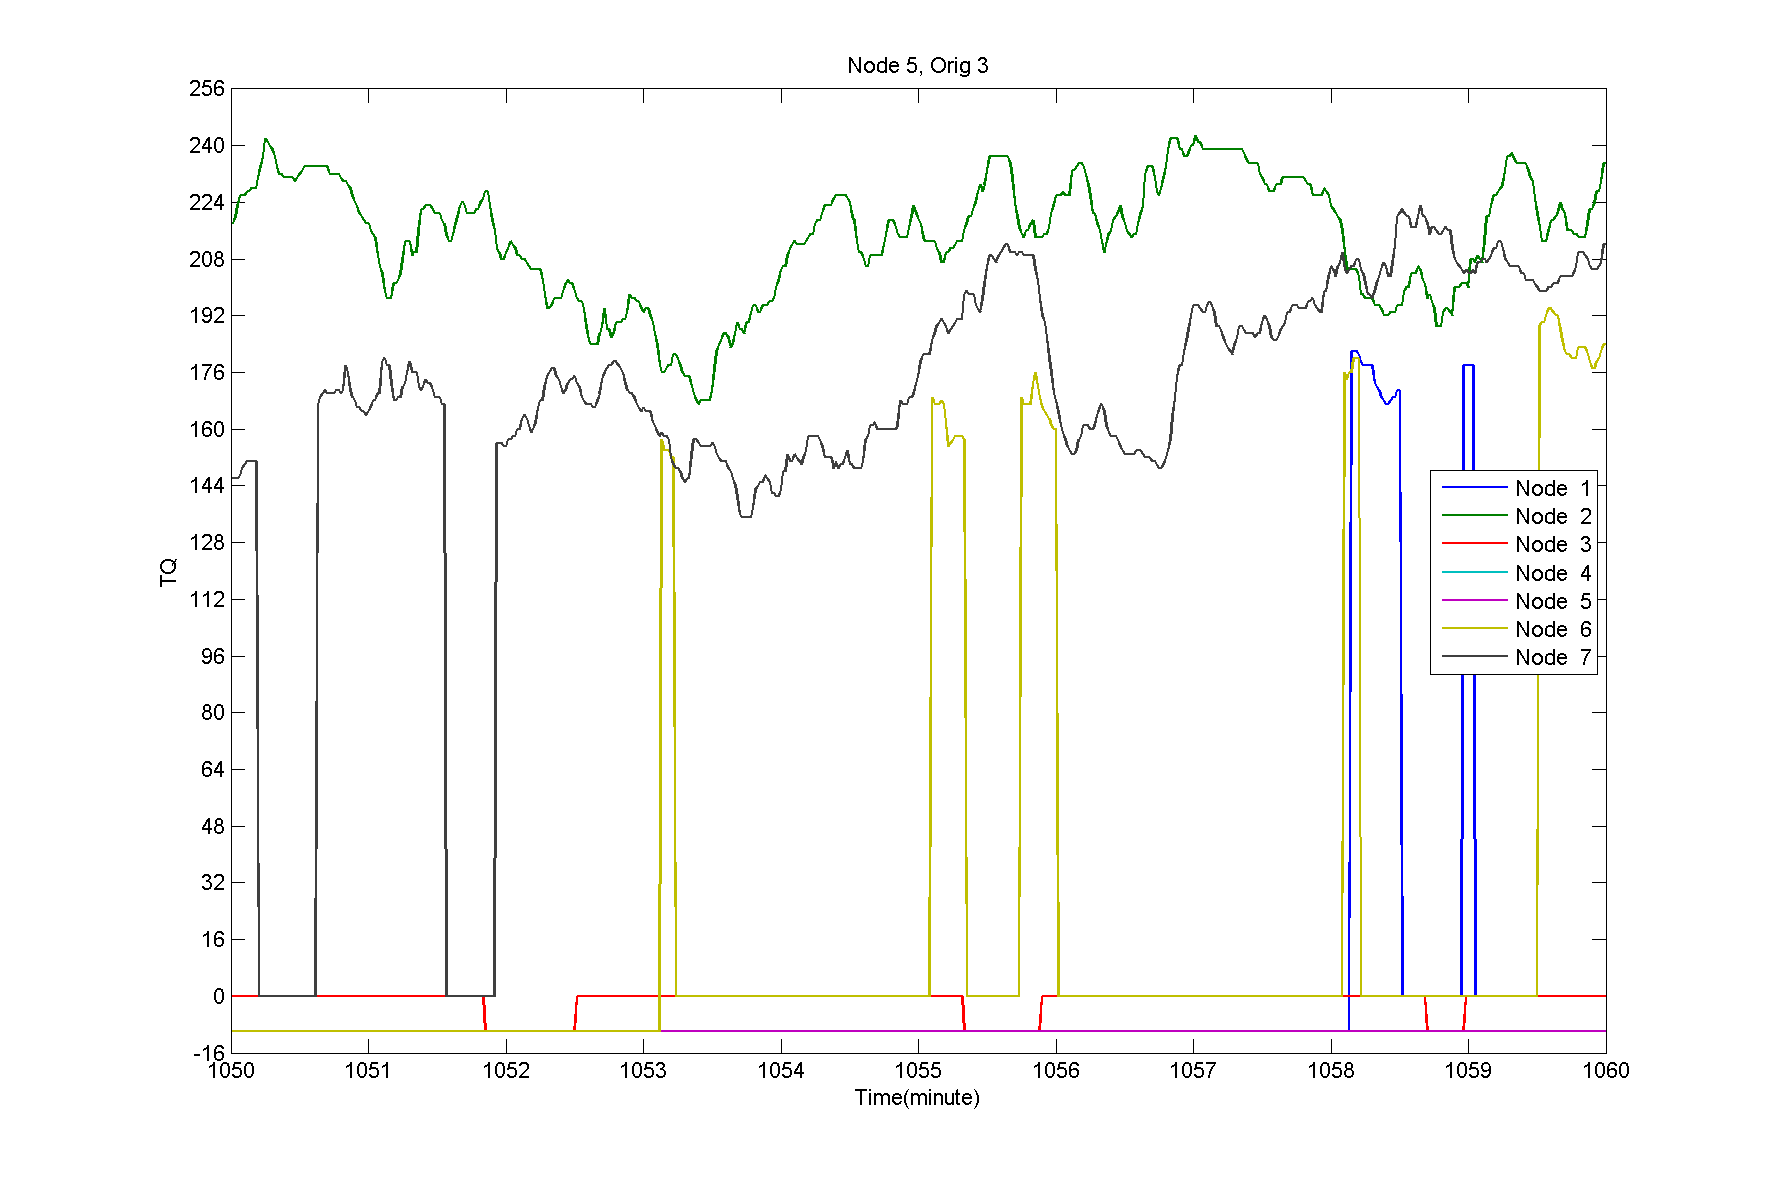 Node 5, Orig 3
256
240
224
208
192
176
160
144
128
112
96
80
64
48
32
16
0
-16
TQ
Node 1
Node 2
Node 3
Node 4
Node 5
Node 6
Node 7
1050 1051 1052 1053 1054 1055 1056 1057 1058 1059 1060
Time(minute)